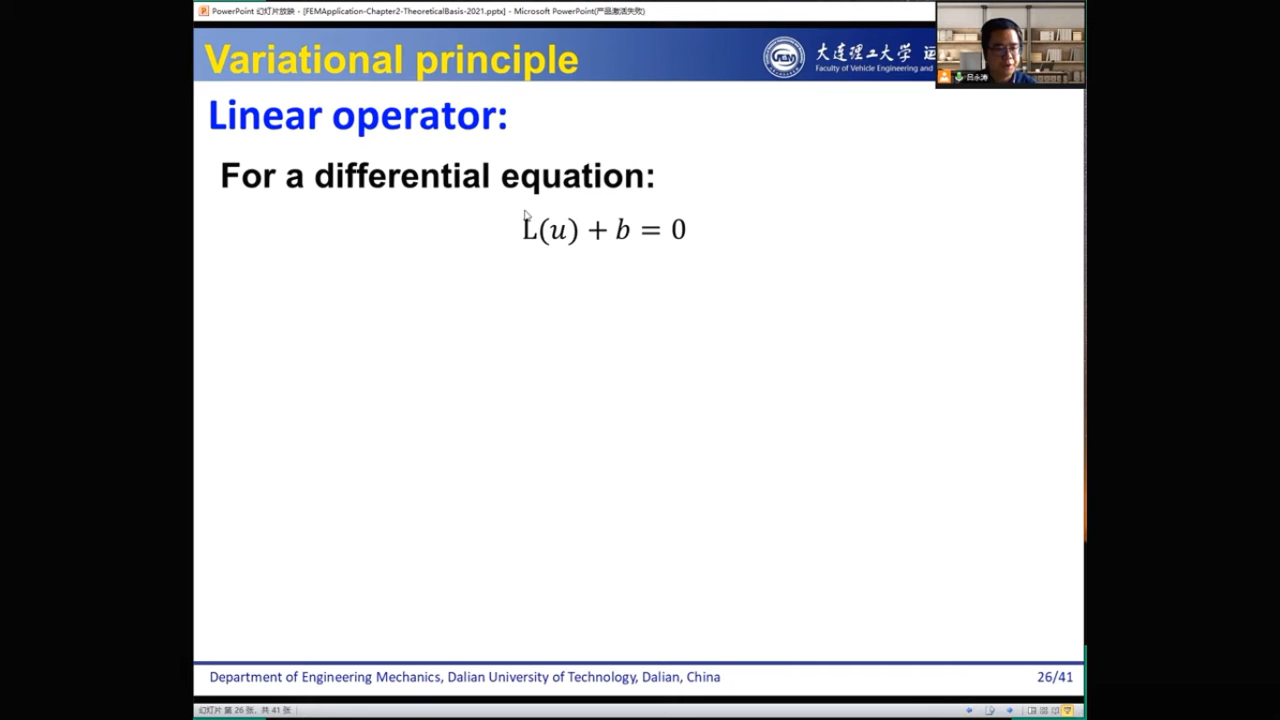 PowerPoint 幻灯片放映 - [FEMApplication-Chapter2-TheoreticalBasis-2021.pptx] - Microsoft PowerPoint(产品激活失败)
Variational principle
大连理工大学 运
Faculty of Vehicle Engineering and
吕永涛
Linear operator:
For a differential equation:
L(u) + b = 0
Department of Engineering Mechanics, Dalian University of Technology, Dalian, China
26/41
幻灯片 第 26 张，共 41 张